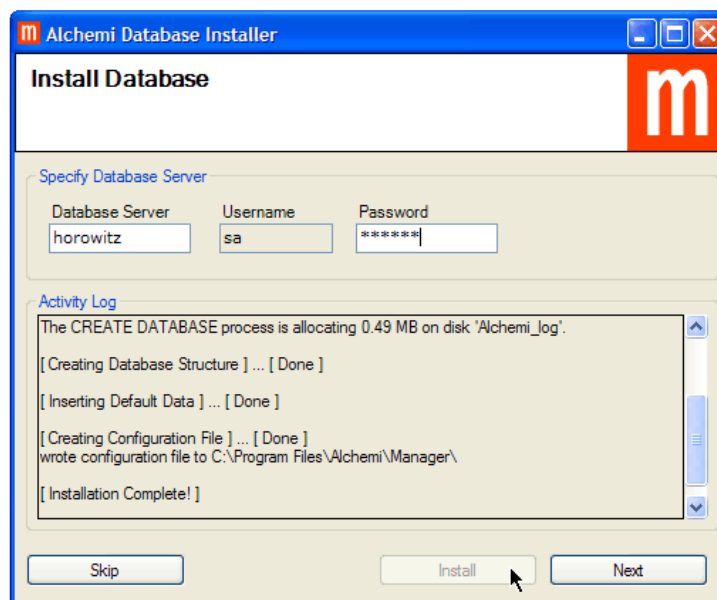 m Alchemi Database Installer
Install Database
m
Specify Database Server
Database Server Username Password
horowitz sa ******
Activity Log
The CREATE DATABASE process is allocating 0.49 MB on disk 'Alchemi_log'.
[ Creating Database Structure ] ... [ Done ]
[ Inserting Default Data ] ... [ Done ]
[ Creating Configuration File ] ... [ Done ]
wrote configuration file to C:\Program Files\Alchemi\Manager\
[ Installation Complete! ]
Skip Install Next